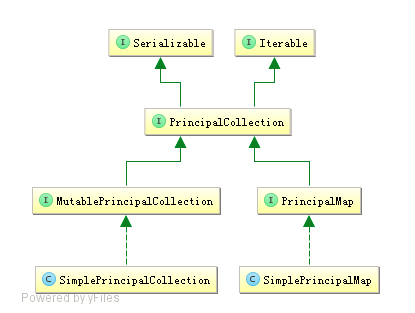 I Serializable
I Iterable
I PrincipalCollection
I MutablePrincipalCollection
I PrincipalMap
C SimplePrincipalCollection
C SimplePrincipalMap
Powered by yFiles